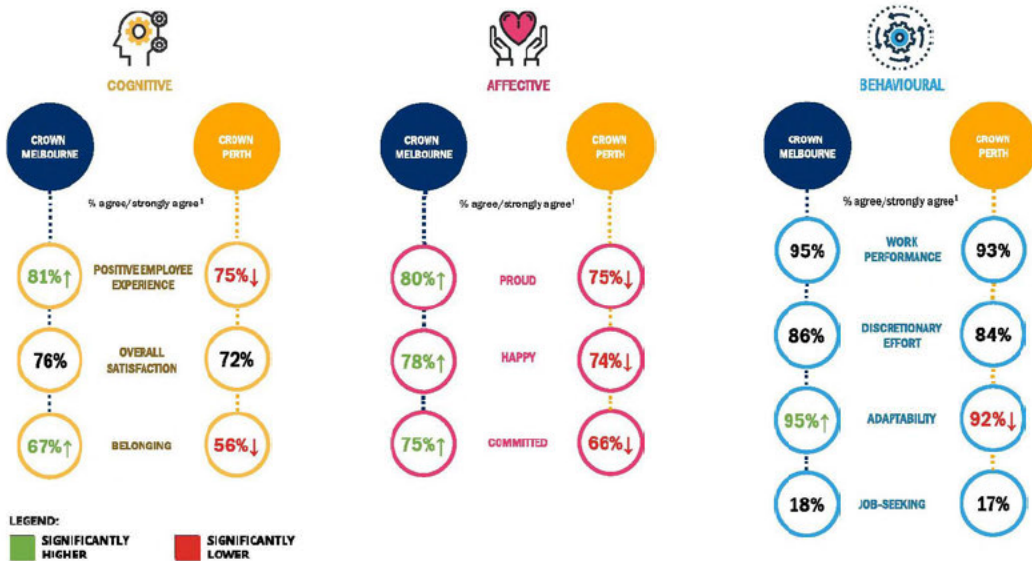 COGNITIVE
CROWN
MELBOURNE
CROWN
PERTH
% agree/strongly agree¹
81%↑
POSITIVE EMPLOYEE
EXPERIENCE
75%↓
76%
OVERALL
SATISFACTION
72%
67%↑
BELONGING
56%↓
AFFECTIVE
CROWN
MELBOURNE
CROWN
PERTH
% agree/strongly agree¹
80%↑
PROUD
75%↓
78%↑
HAPPY
74%↓
75%↑
COMMITTED
66%↓
BEHAVIOURAL
CROWN
MELBOURNE
CROWN
PERTH
% agree/strongly agree¹
95%
WORK
PERFORMANCE
93%
86%
DISCRETIONARY
EFFORT
84%
95%↑
ADAPTABILITY
92%↓
18%
JOB-SEEKING
17%
LEGEND:
SIGNIFICANTLY
HIGHER
SIGNIFICANTLY
LOWER